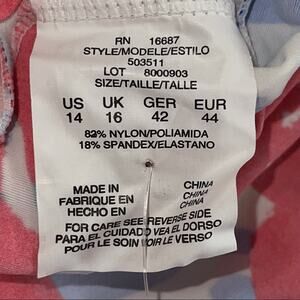 RN 16687
STYLE/MODELE/ESTILO
503511
LOT 8000903
SIZE/TAILLE/TALLE
US UK GER EUR
14 16 42 44
82% NYLON/POLIAMIDA
18% SPANDEX/ELASTANO
MADE IN CHINA
FABRIQUE EN CHINA
HECHO EN CHINA
FOR CARE SEE REVERSE SIDE
PARA EL CUIDADO VEA EL DORSO
POUR LE SOIN VOIR LE VERSO